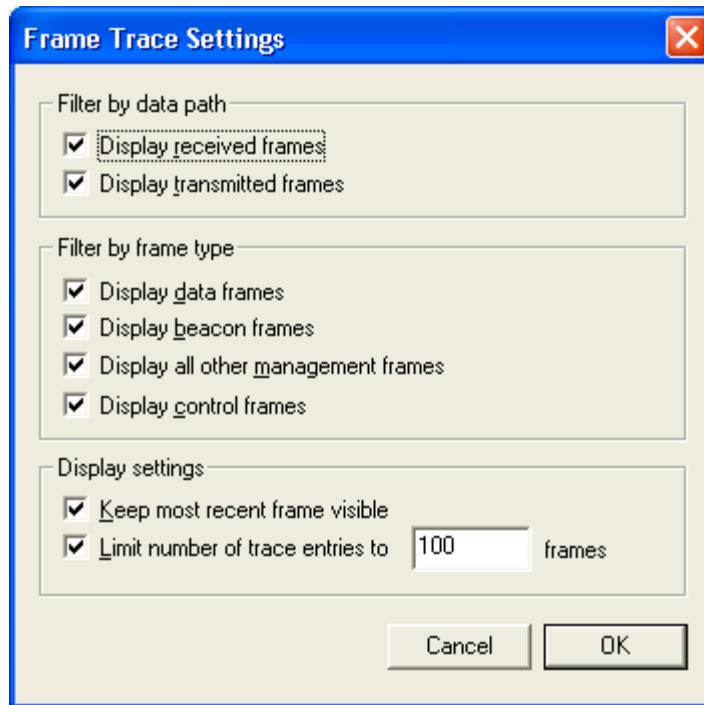 Frame Trace Settings
Filter by data path
Display received frames
Display transmitted frames
Filter by frame type
Display data frames
Display beacon frames
Display all other management frames
Display control frames
Display settings
Keep most recent frame visible
Limit number of trace entries to 100 frames
Cancel OK